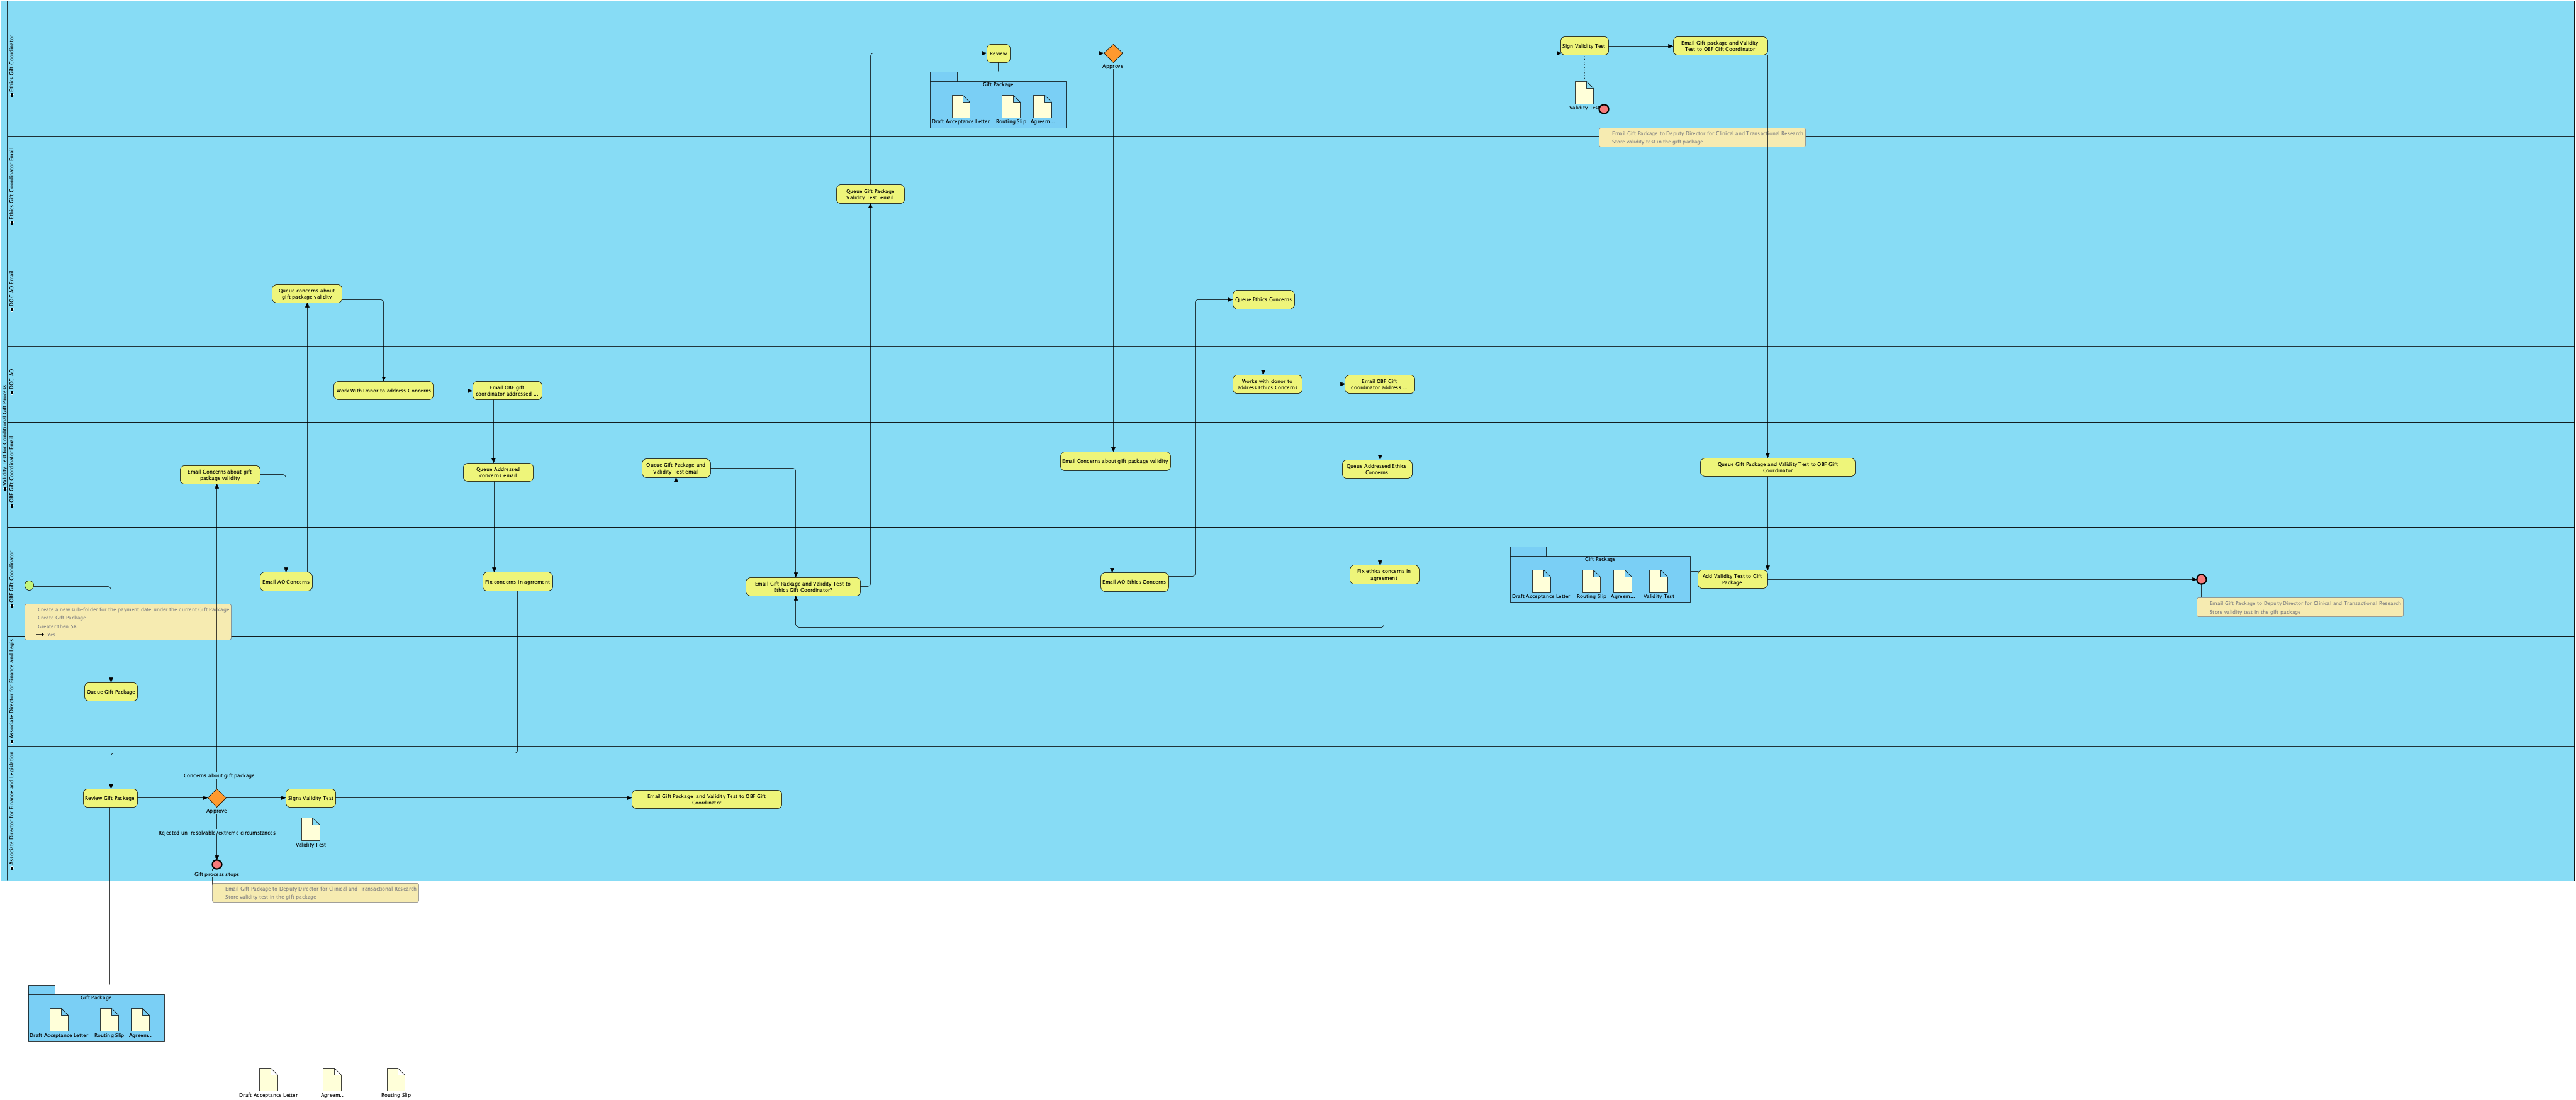 Validity Test for Conditional Gift Process
Ethics Gift Coordinator
Review
Approve
Sign Validity Test
Email Gift package and Validity
Test to OBF Gift Coordinator
Gift Package
Draft Acceptance Letter
Routing Slip
Agreem...
Validity Test
Email Gift Package to Deputy Director for Clinical and Transactional Research
Store validity test in the gift package
Ethics Gift Coordinator Email
Queue Gift Package
Validity Test email
DOC AO Email
Queue concerns about
gift package validity
Queue Ethics Concerns
DOC AO
Work With Donor to address Concerns
Email OBF gift
coordinator addressed ...
Works with donor to
address Ethics Concerns
Email OBF Gift
coordinator address ...
OBF Gift Coordinator Email
Email Concerns about gift
package validity
Queue Addressed
concerns email
Queue Gift Package and
Validity Test email
Email Concerns about gift package validity
Queue Addressed Ethics
Concerns
Queue Gift Package and Validity Test to OBF Gift
Coordinator
OBF Gift Coordinator
Email AO Concerns
Fix concerns in agrrement
Email Gift Package and Validity Test to
Ethics Gift Coordinator?
Email AO Ethics Concerns
Fix ethics concerns in
agreement
Gift Package
Draft Acceptance Letter
Routing Slip
Agreem...
Validity Test
Add Validity Test to Gift
Package
Create a new sub-folder for the payment date under the current Gift Package
Create Gift Package
Greater then 5K
Yes
Email Gift Package to Deputy Director for Clinical and Transactional Research
Store validity test in the gift package
Associate Director for Finance and Legis.
Queue Gift Package
Associate Director for Finance and Legistation
Concerns about gift package
Review Gift Package
Approve
Signs Validity Test
Email Gift Package and Validity Test to OBF Gift
Coordinator
Rejected un-resolvable/extreme circumstances
Validity Test
Gift process stops
Email Gift Package to Deputy Director for Clinical and Transactional Research
Store validity test in the gift package
Gift Package
Draft Acceptance Letter
Routing Slip
Agreem...
Draft Acceptance Letter
Agreem...
Routing Slip